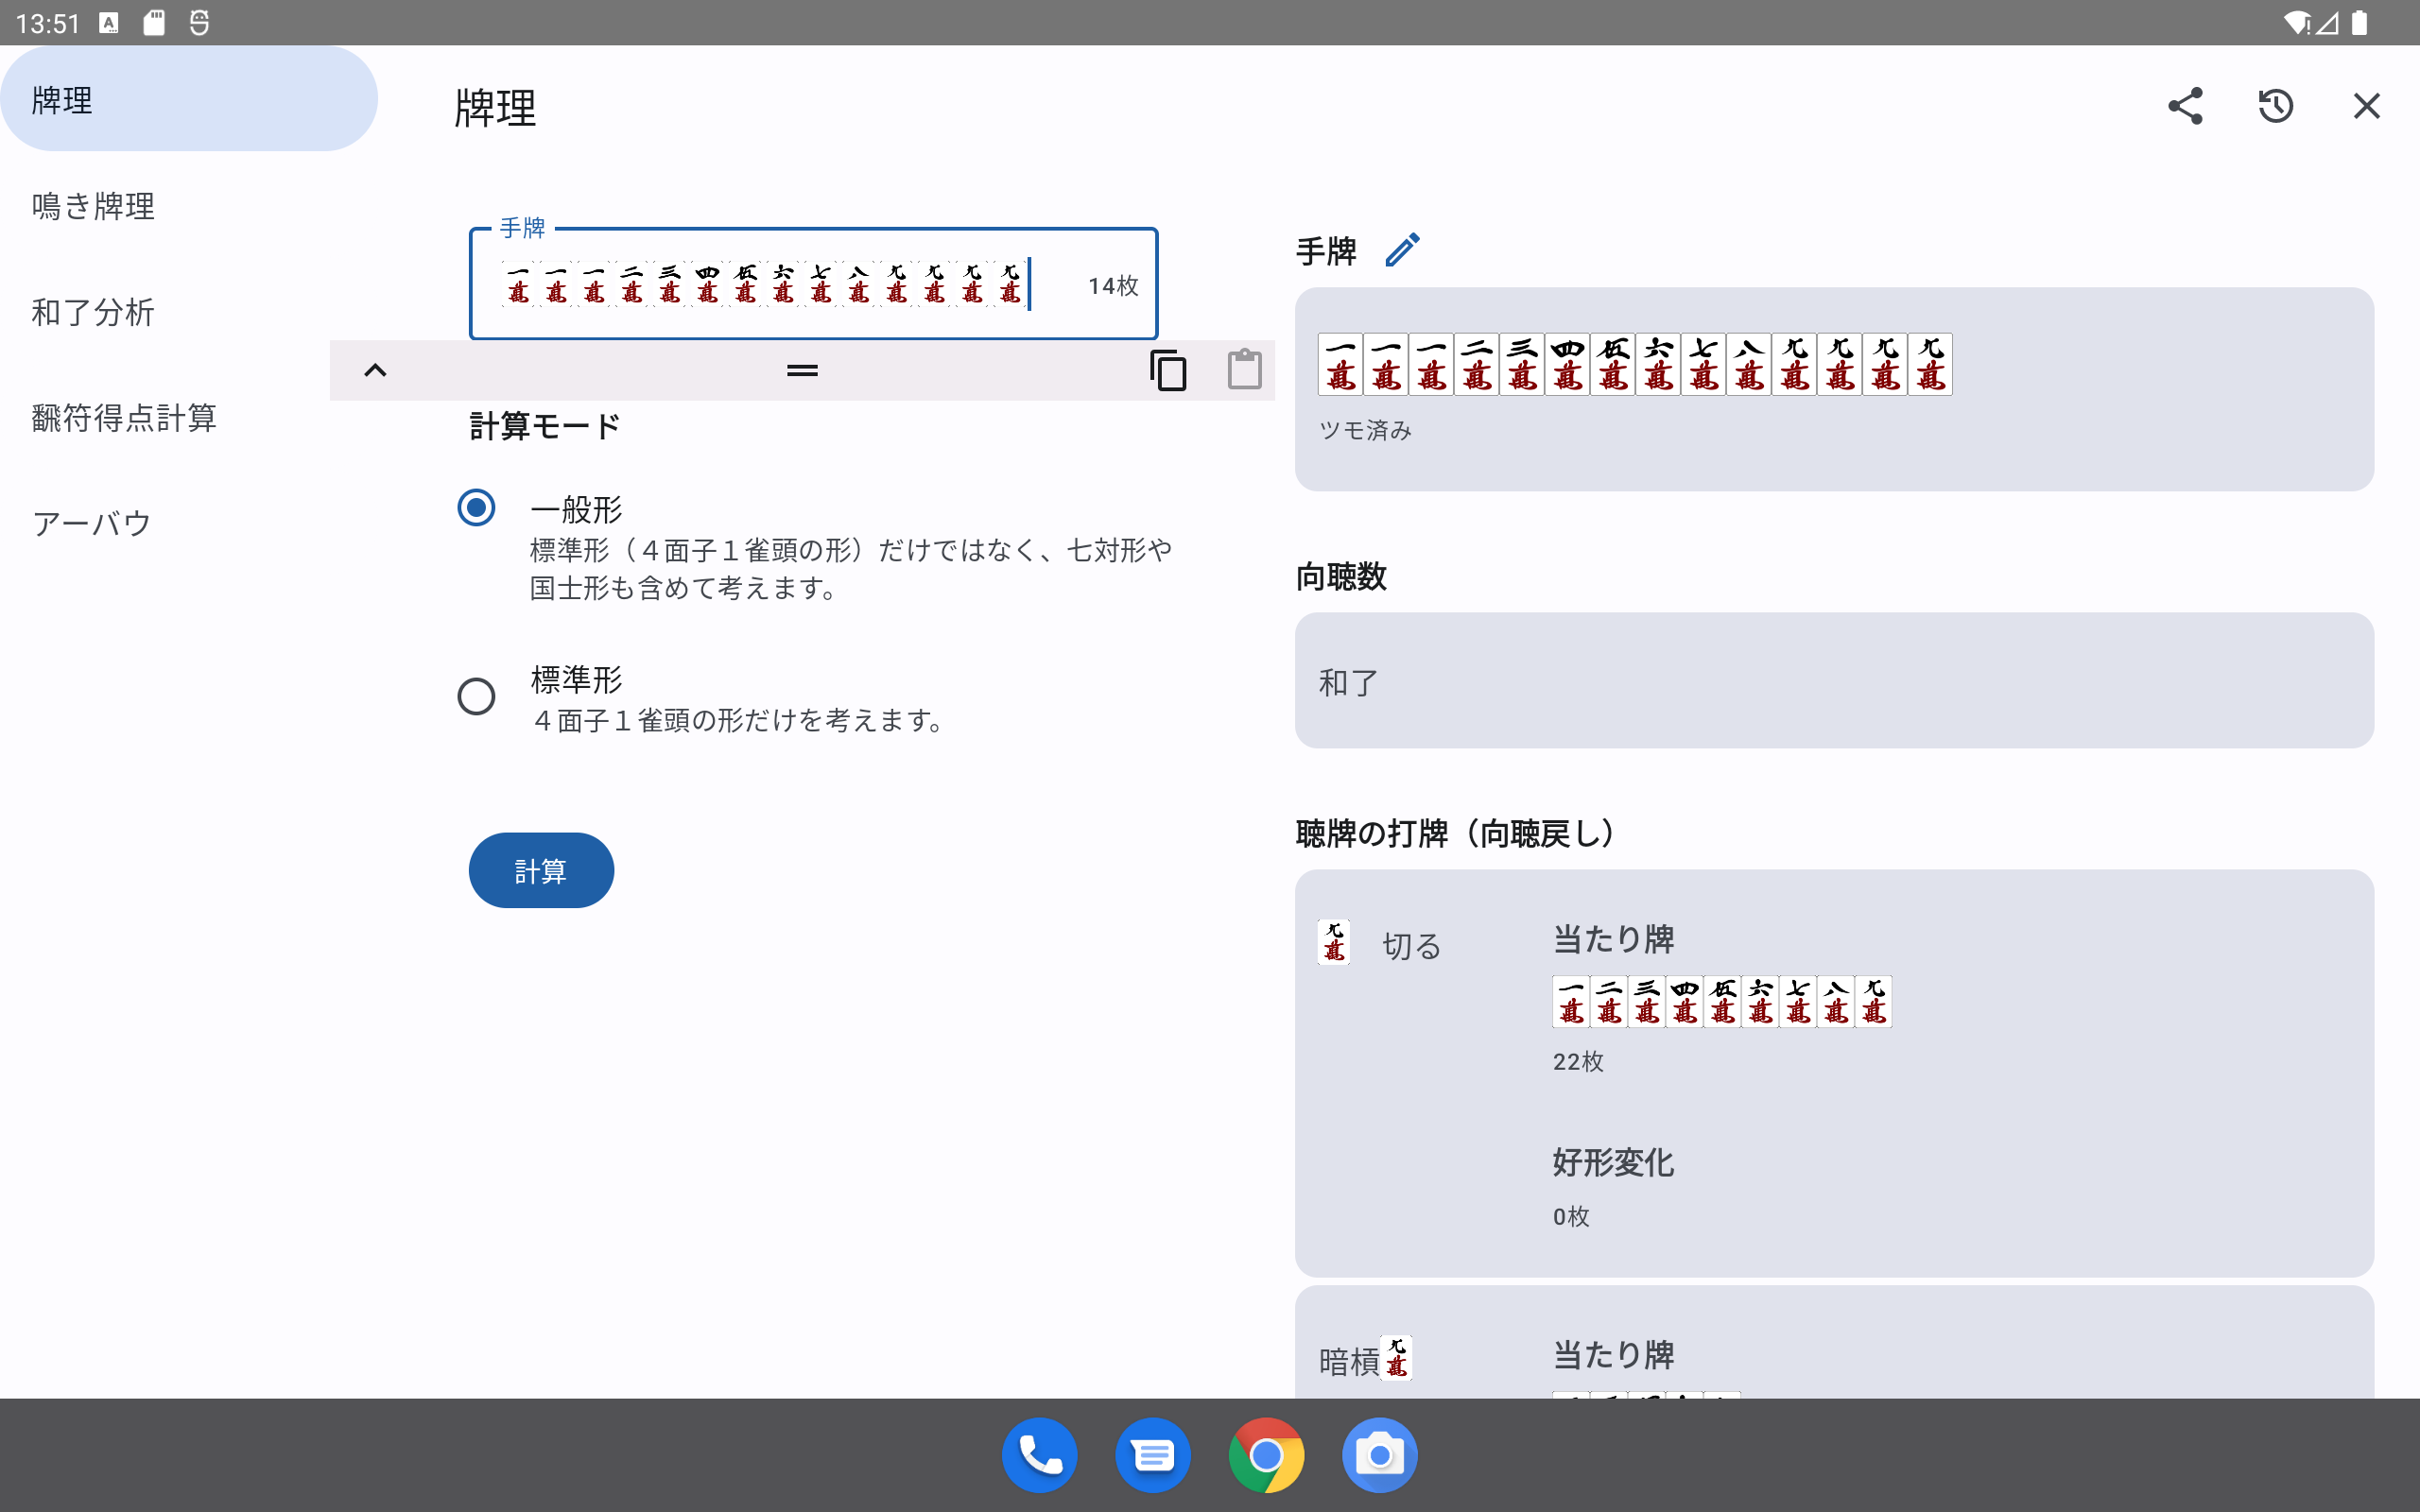 13:51
牌理
鳴き牌理
和了分析
飜符得点計算
アーバウ
牌理
手牌
一萬一萬一萬二萬三萬四萬五萬六萬七萬八萬九萬九萬九萬九萬
14枚
計算モード
一般形
標準形（４面子１雀頭の形）だけではなく、七対形や
国士形も含めて考えます。
標準形
４面子１雀頭の形だけを考えます。
計算
手牌
一萬一萬一萬二萬三萬四萬五萬六萬七萬八萬九萬九萬九萬九萬
ツモ済み
向聴数
和了
聴牌の打牌（向聴戻し）
九萬 切る
当たり牌
一萬二萬三萬四萬五萬六萬七萬八萬九萬
22枚
好形変化
0枚
暗槓九萬
当たり牌